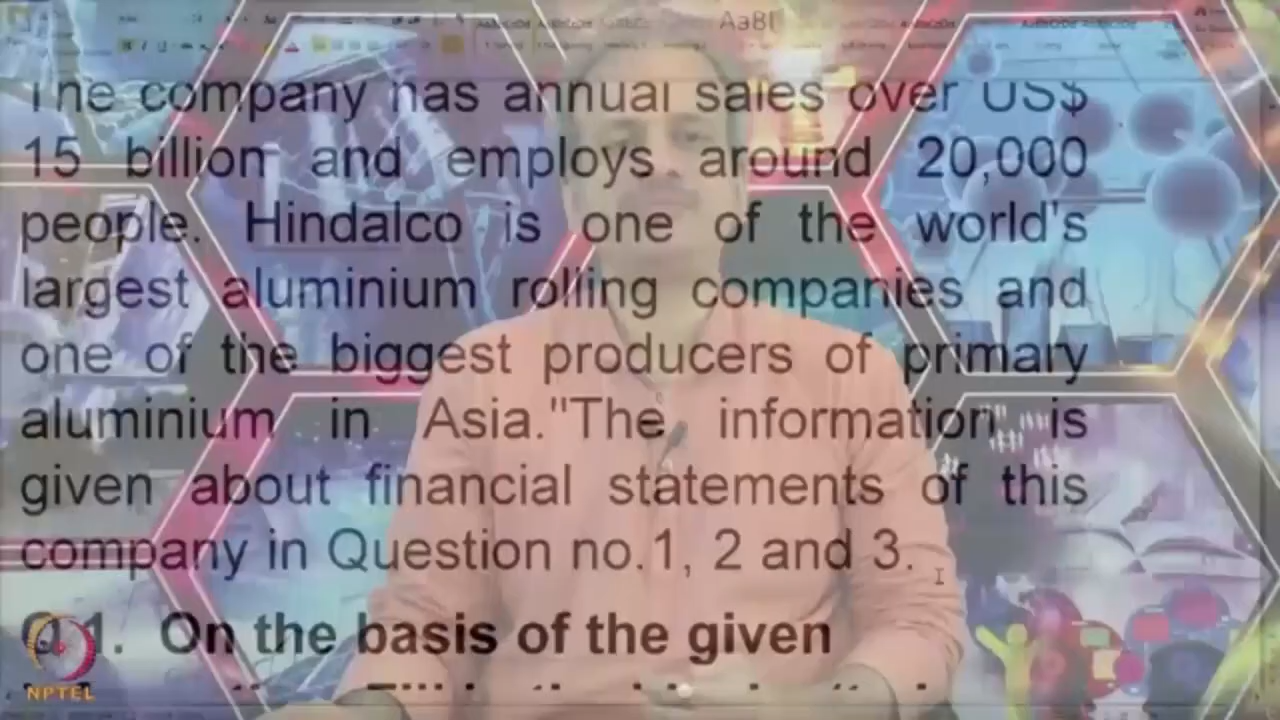 AaBl
The company has annual sales over US$
15 billion and employs around 20,000
people. Hindalco is one of the world's
largest aluminium rolling companies and
one of the biggest producers of primary
aluminium in Asia."The information is
given about financial statements of this
company in Question no.1, 2 and 3.
Q.1. On the basis of the given
NPTEL